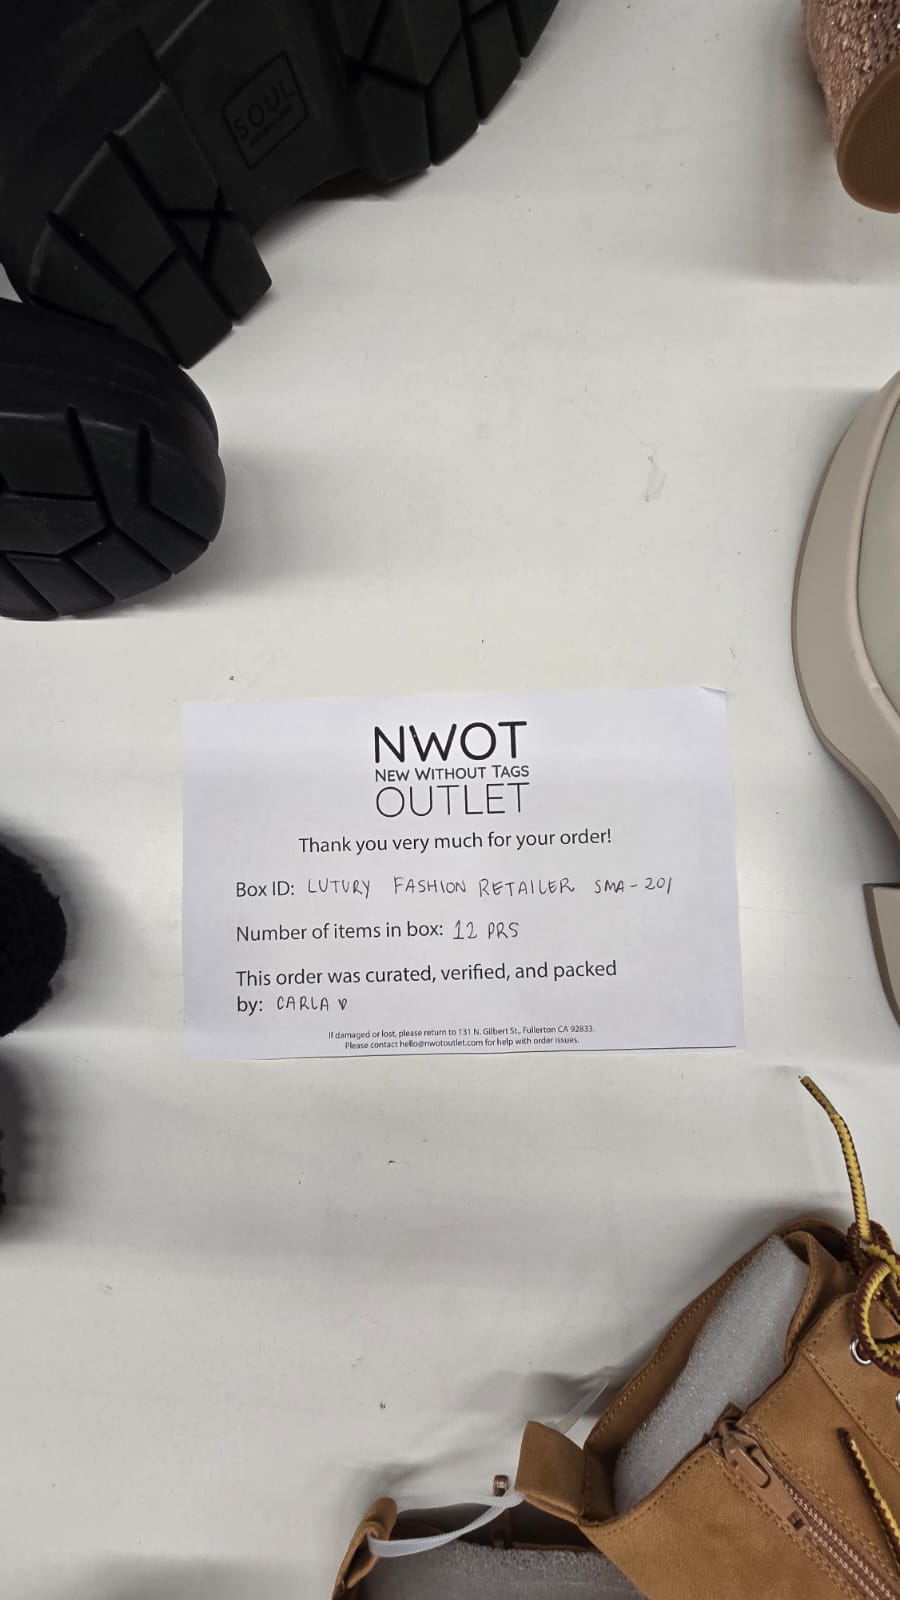 SOUL
NWOT
NEW WITHOUT TAGS
OUTLET
Thank you very much for your order!
Box ID: LUTURY FASHION RETAILER SMA-201
Number of items in box: 12 PRS
This order was curated, verified, and packed
by: CARLA
If damaged or lost, please return to 131 N. Gilbert St., Fullerton CA 92833.
Please contact hello@nwotoutlet.com for help with order issues.